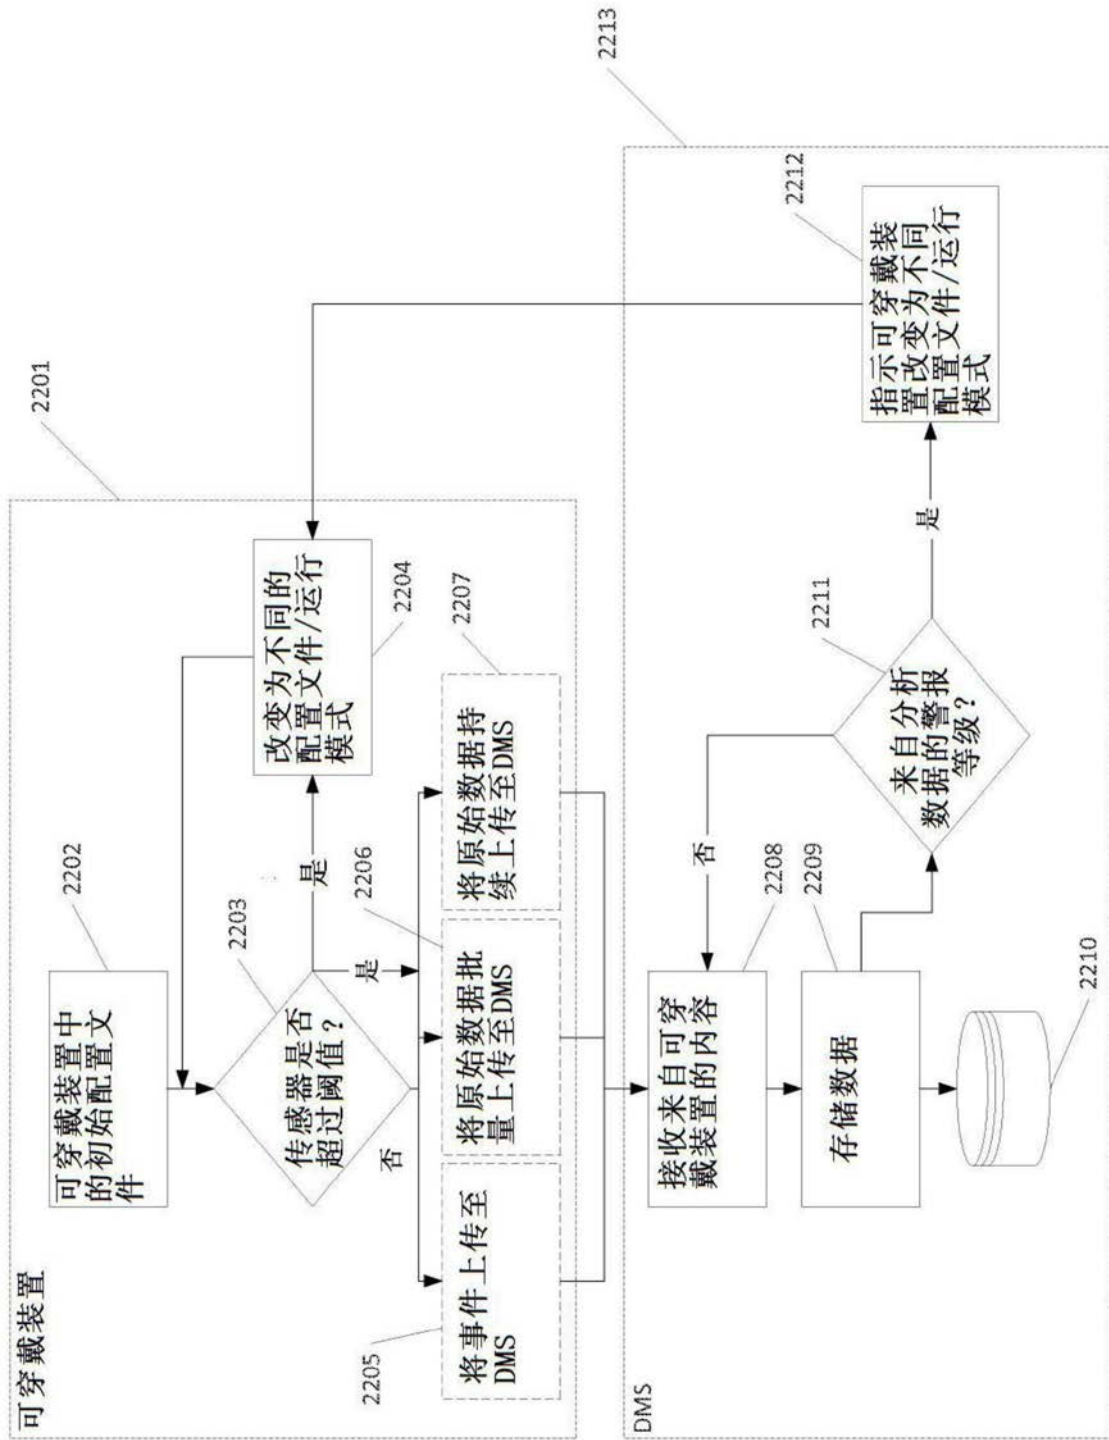 可穿戴装置
2201
可穿戴装置中
的初始配置文
件
2202
传感器是否
超过阈值？
2203
是
是
否
改变为不同的
配置文件/运行
模式
2204
将事件上传至
DMS
2205
将原始数据批
量上传至DMS
2206
将原始数据持
续上传至DMS
2207
DMS
2213
接收来自可穿
戴装置的内容
2208
存储数据
2209
2210
来自分析
数据的警报
等级？
2211
否
是
指示可穿戴装
置改变为不同
配置文件/运行
模式
2212